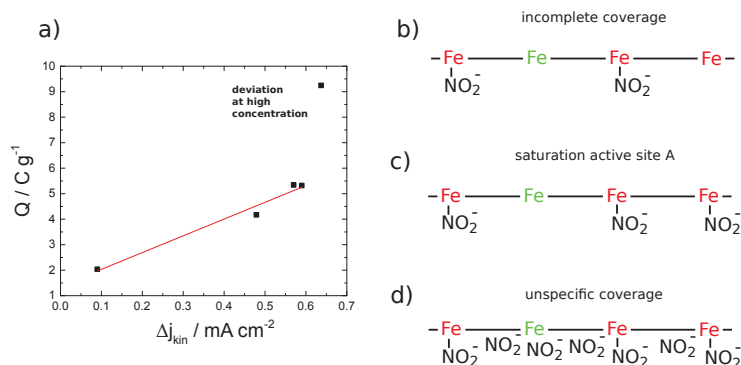 a)
deviation
at high
concentration
Q / C g⁻¹
10
9
8
7
6
5
4
3
2
1
0.0 0.1 0.2 0.3 0.4 0.5 0.6 0.7
Δj_kin / mA cm⁻²
b)
incomplete coverage
Fe Fe Fe Fe
NO₂⁻ NO₂⁻
c)
saturation active site A
Fe Fe Fe Fe
NO₂⁻ NO₂⁻ NO₂⁻
d)
unspecific coverage
Fe Fe Fe Fe
NO₂⁻ NO₂⁻ NO₂⁻ NO₂⁻ NO₂⁻ NO₂⁻ NO₂⁻